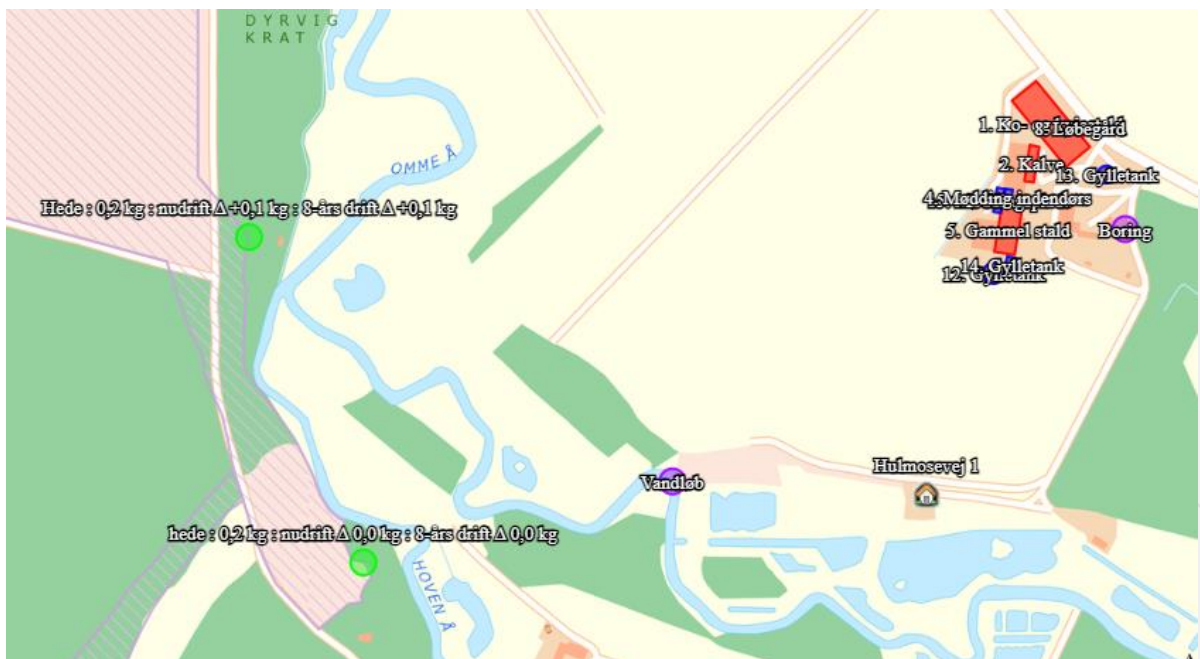 DYRVIG
KRAT
OMME Å
1. Ko- 
8. Løbegård
2. Kalve
13. Gylletank
4. Mødding indendørs
Hede : 0,2 kg : nudrift Δ +0,1 kg : 8-års drift Δ +0,1 kg
5. Gammel stald
Boring
14. Gylletank
12. Gylletank
Hulmosevej 1
Vandløb
hede : 0,2 kg : nudrift Δ 0,0 kg : 8-års drift Δ 0,0 kg
HOVEN Å